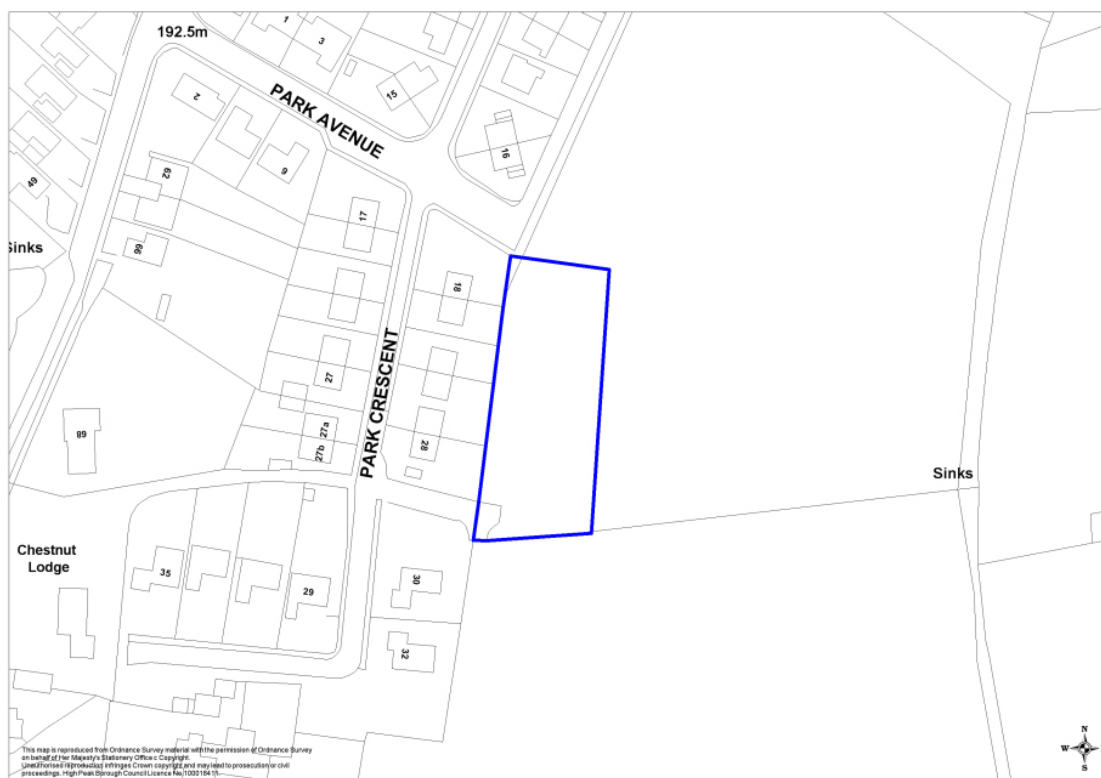 192.5m
1
3
2
15
PARK AVENUE
16
9
62
49
17
Sinks
66
18
PARK CRESCENT
27
27a
27b
28
68
Sinks
Chestnut
Lodge
35
29
30
32
N
W
S
This map is reproduced from Ordnance Survey material with the permission of Ordnance Survey
on behalf of Her Majesty's Stationery Office c Copyright.
Unauthorised reproduction infringes Crown copyright and may lead to prosecution or civil
proceedings. High Peak Borough Council Licence No.